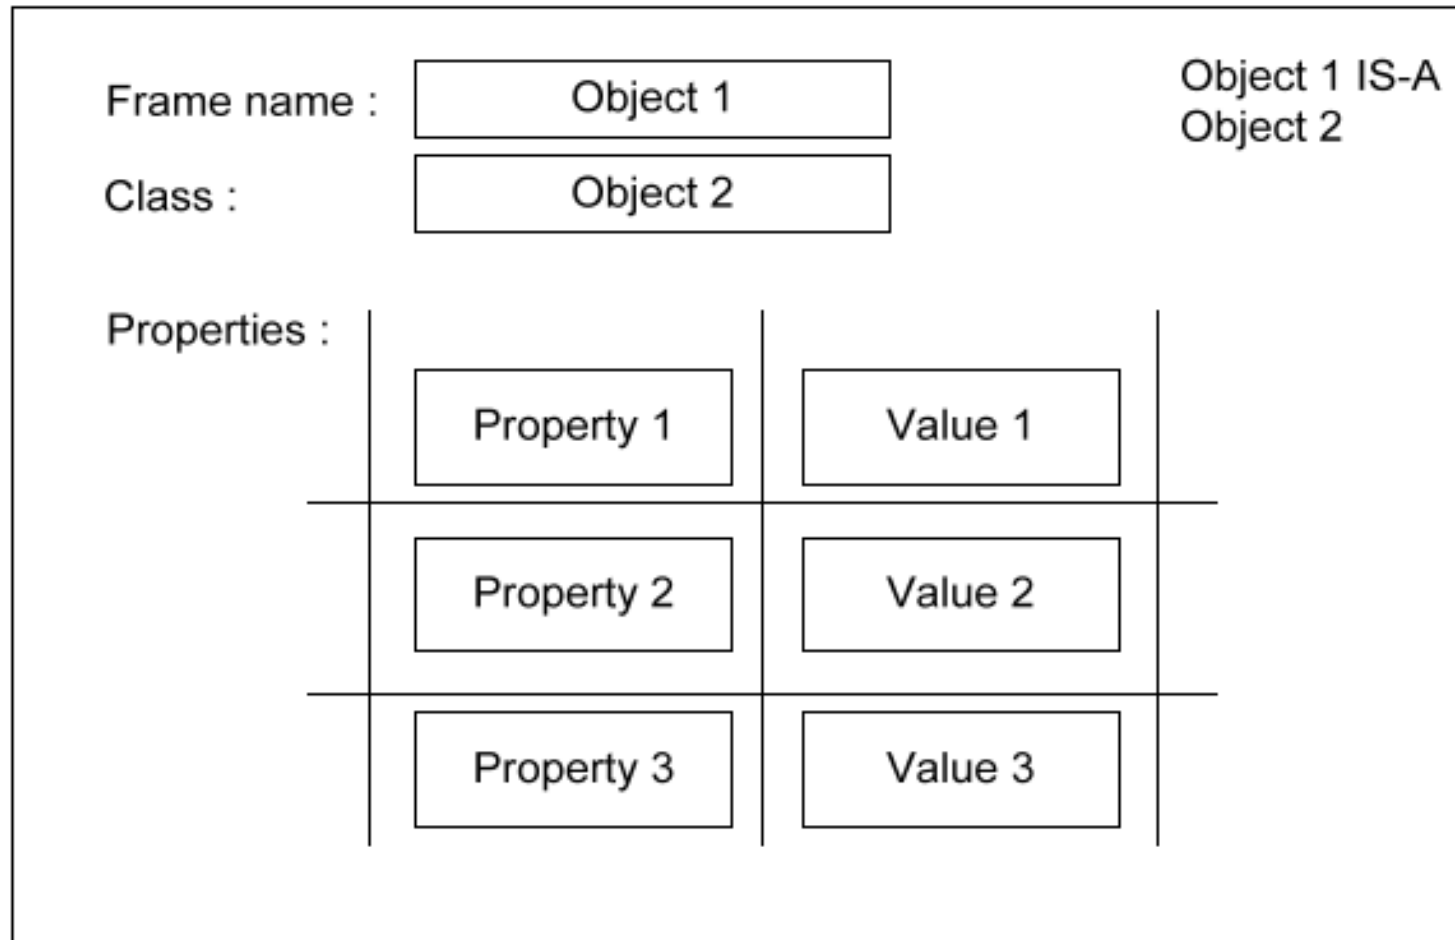 Frame name : Object 1
Class : Object 2
Object 1 IS-A
Object 2
Properties :
Property 1 Value 1
Property 2 Value 2
Property 3 Value 3